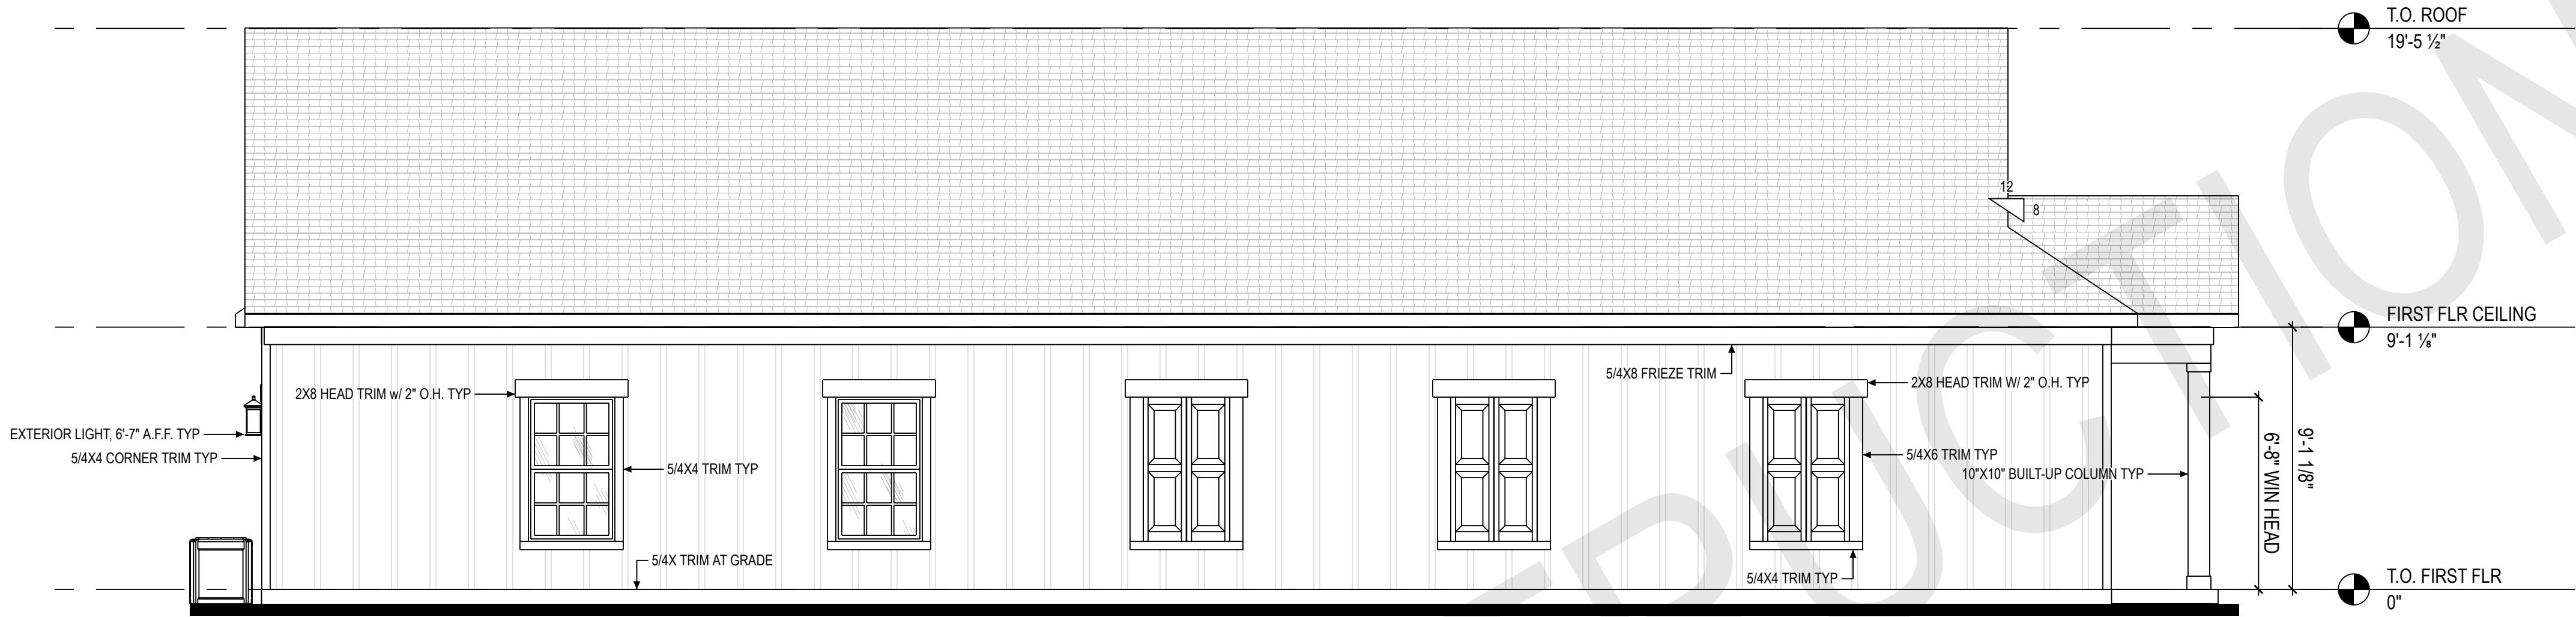 T.O. ROOF
19'-5 ½"
12
8
FIRST FLR CEILING
9'-1 ⅛"
5/4X8 FRIEZE TRIM
2X8 HEAD TRIM w/ 2" O.H. TYP
2X8 HEAD TRIM W/ 2" O.H. TYP
EXTERIOR LIGHT, 6'-7" A.F.F. TYP
5/4X4 CORNER TRIM TYP
5/4X4 TRIM TYP
5/4X6 TRIM TYP
10"X10" BUILT-UP COLUMN TYP
6'-8" WIN HEAD
9'-1 1/8"
5/4X TRIM AT GRADE
5/4X4 TRIM TYP
T.O. FIRST FLR
0"
TRUCTION